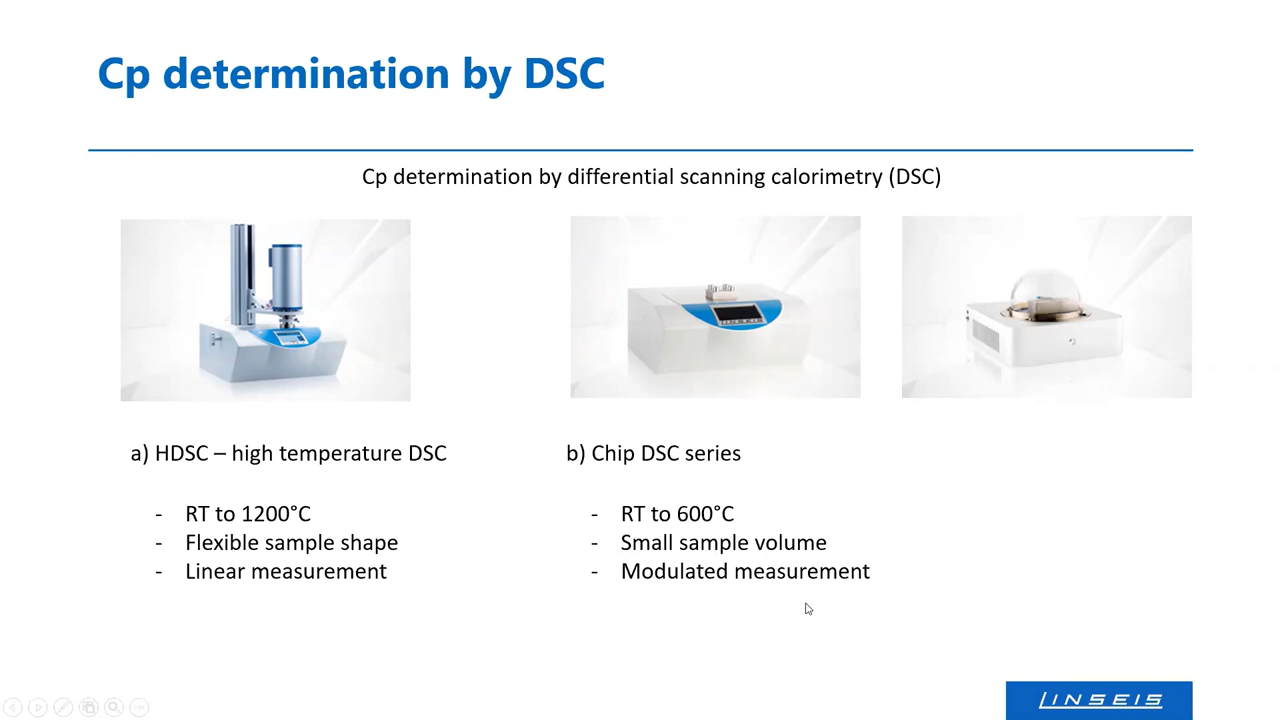 Cp determination by DSC
Cp determination by differential scanning calorimetry (DSC)
a) HDSC – high temperature DSC
- RT to 1200°C
- Flexible sample shape
- Linear measurement
b) Chip DSC series
- RT to 600°C
- Small sample volume
- Modulated measurement
LINSEIS